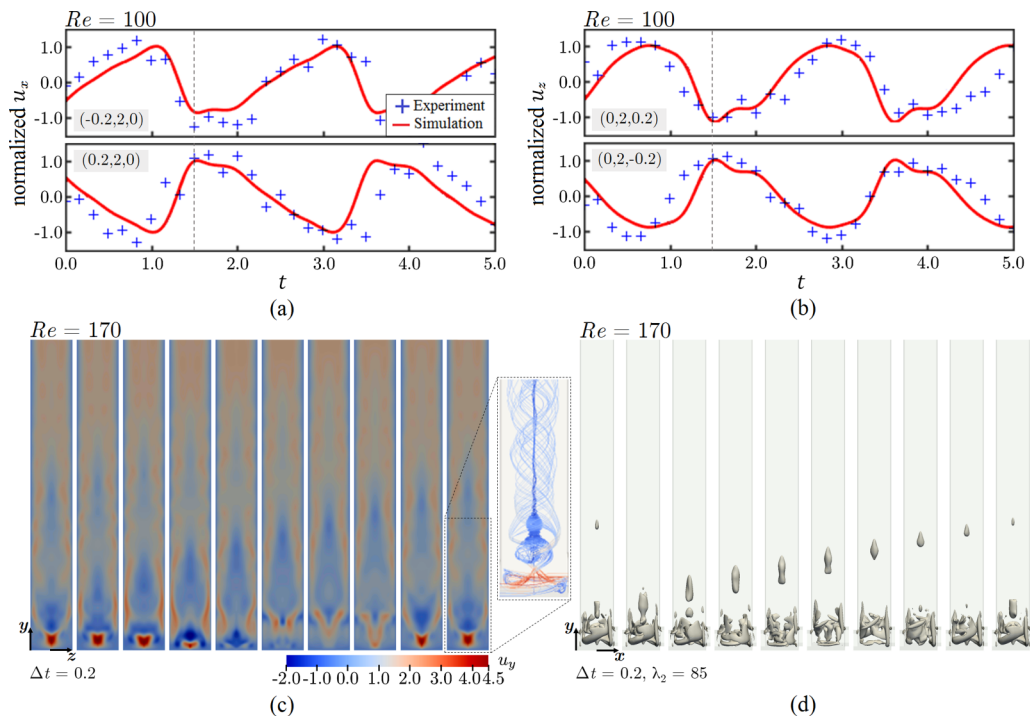 Re = 100
Re = 100
normalized uₓ
1.0
0.0
-1.0
(-0.2,2,0)
Experiment
Simulation
1.0
0.0
-1.0
(0.2,2,0)
0.0 1.0 2.0 3.0 4.0 5.0
t
(a)
normalized u_z
1.0
0.0
-1.0
(0,2,0.2)
1.0
0.0
-1.0
(0,2,-0.2)
0.0 1.0 2.0 3.0 4.0 5.0
t
(b)
Re = 170
y
z
Δt = 0.2
u_y
-2.0 -1.0 0.0 1.0 2.0 3.0 4.0 4.5
(c)
Re = 170
y
x
Δt = 0.2, λ₂ = 85
(d)